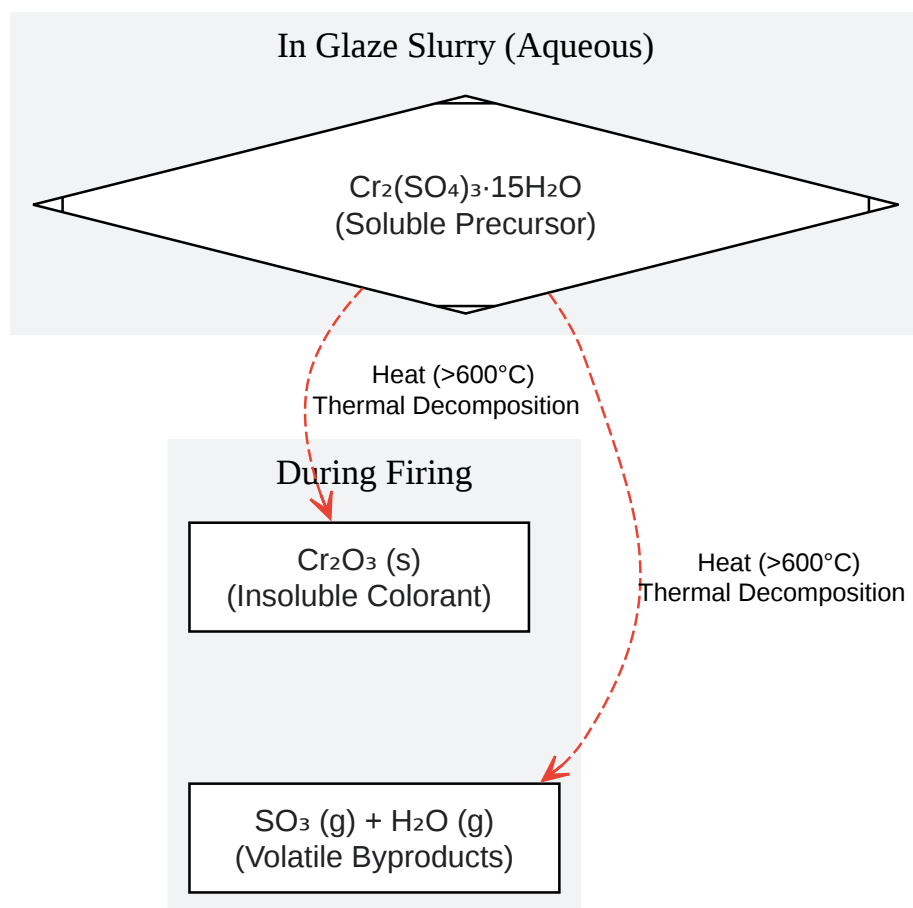 In Glaze Slurry (Aqueous)
Cr₂(SO₄)₃·15H₂O
(Soluble Precursor)
Heat (>600°C)
Thermal Decomposition
During Firing
Cr₂O₃ (s)
(Insoluble Colorant)
Heat (>600°C)
Thermal Decomposition
SO₃ (g) + H₂O (g)
(Volatile Byproducts)